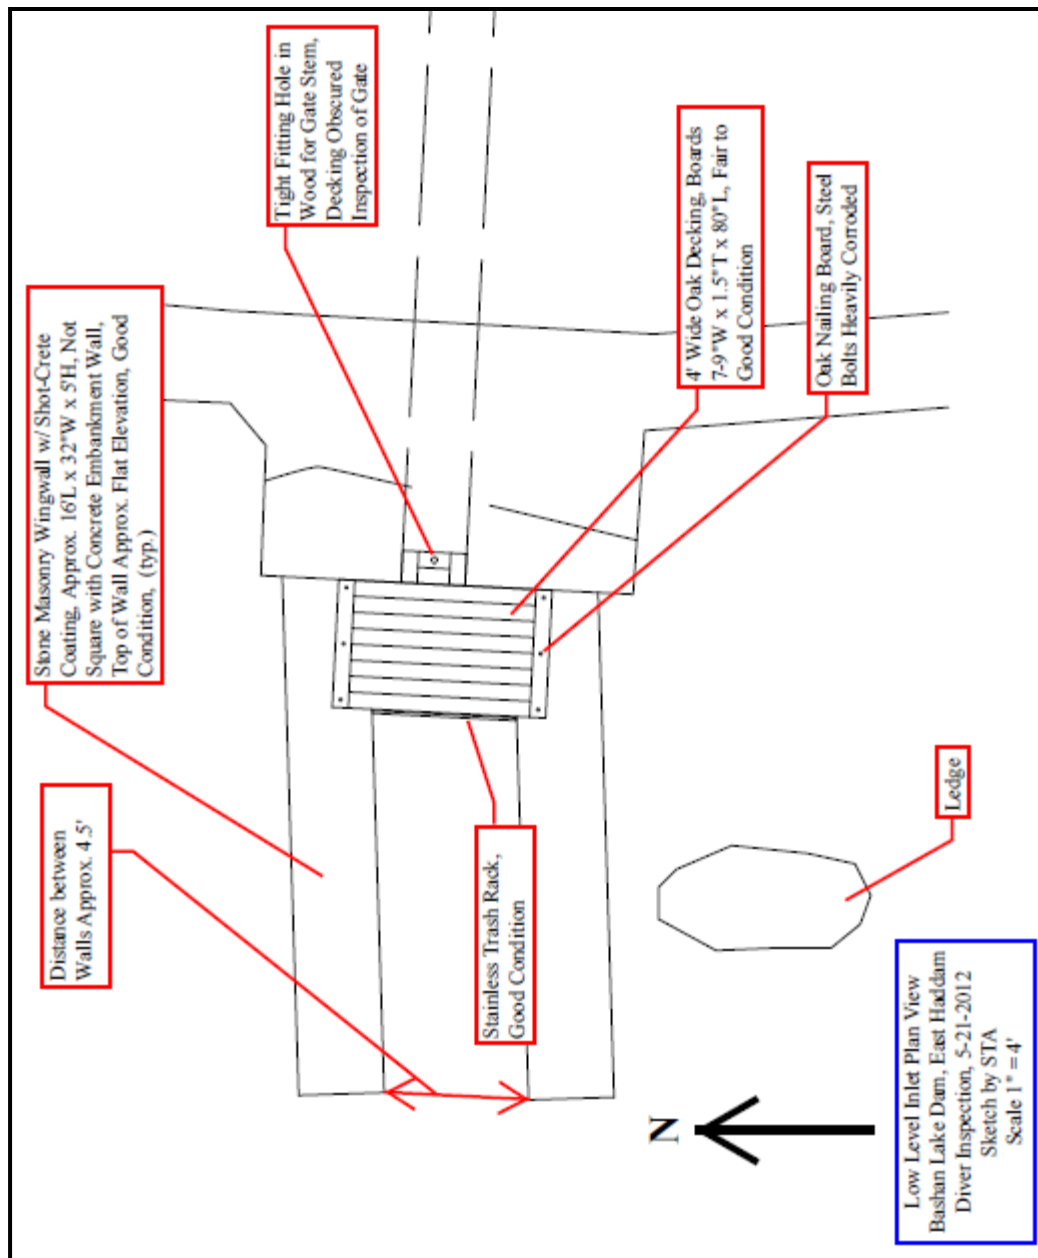 Tight Fitting Hole in
Wood for Gate Stem,
Decking Obscured
Inspection of Gate
4' Wide Oak Decking, Boards
7-9"W x 1.5"T x 80"L, Fair to
Good Condition
Oak Nailing Board, Steel
Bolts Heavily Corroded
Stone Masonry Wingwall w/ Shot-Crete
Coating, Approx. 16'L x 32"W x 5'H, Not
Square with Concrete Embankment Wall,
Top of Wall Approx. Flat Elevation, Good
Condition, (typ.)
Distance between
Walls Approx. 4.5'
Stainless Trash Rack,
Good Condition
Ledge
N
Low Level Inlet Plan View
Bashan Lake Dam, East Haddam
Diver Inspection, 5-21-2012
Sketch by STA
Scale 1" = 4'